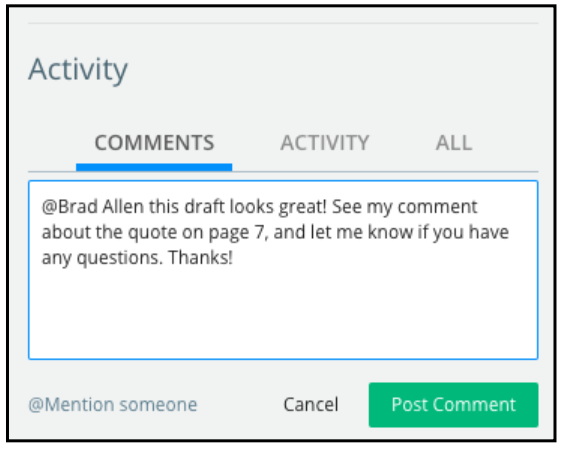 Activity
COMMENTS ACTIVITY ALL
@Brad Allen this draft looks great! See my comment
about the quote on page 7, and let me know if you have
any questions. Thanks!
@Mention someone Cancel Post Comment